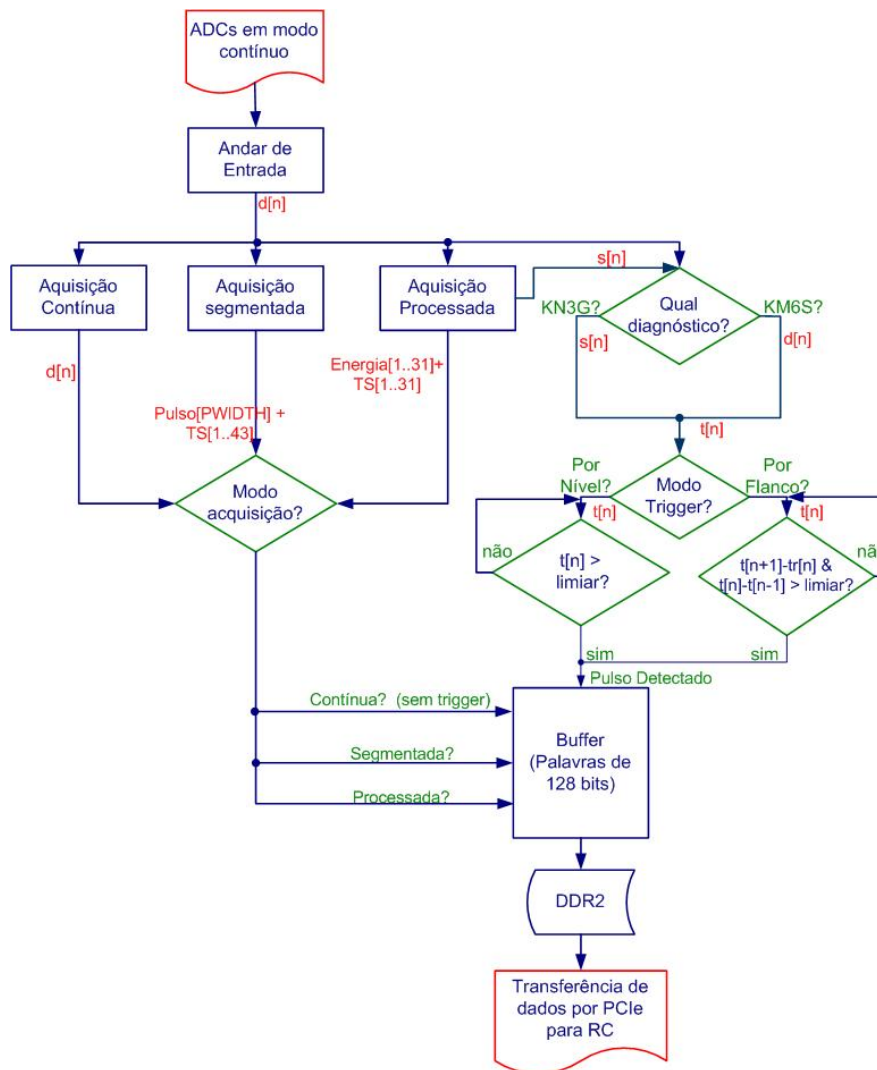 ADCs em modo
contínuo
Andar de
Entrada
d[n]
s[n]
Aquisição
Contínua
Aquisição
segmentada
Aquisição
Processada
KN3G?
Qual
diagnóstico?
KM6S?
s[n]
d[n]
d[n]
Energia[1..31]+
TS[1..31]
Pulso[PWIDTH] +
TS[1..43]
t[n]
Modo
acquisição?
Por
Nível?
Modo
Trigger?
Por
Flanco?
t[n]
t[n]
não
t[n] >
limiar?
t[n+1]-tr[n] &
t[n]-t[n-1] > limiar?
nã
sim
sim
Pulso Detectado
Contínua? (sem trigger)
Segmentada?
Processada?
Buffer
(Palavras de
128 bits)
DDR2
Transferência de
dados por PCIe
para RC